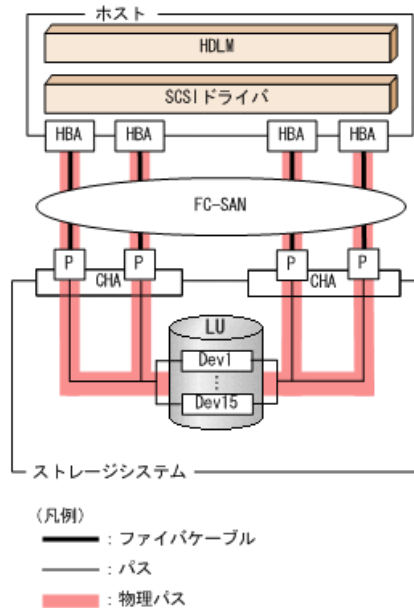 ホスト
HDLM
SCSIドライバ
HBA HBA HBA HBA
FC-SAN
P P P P
CHA CHA
LU
Dev1
⋮
Dev15
ストレージシステム
(凡例)
: ファイバケーブル
: パス
: 物理パス